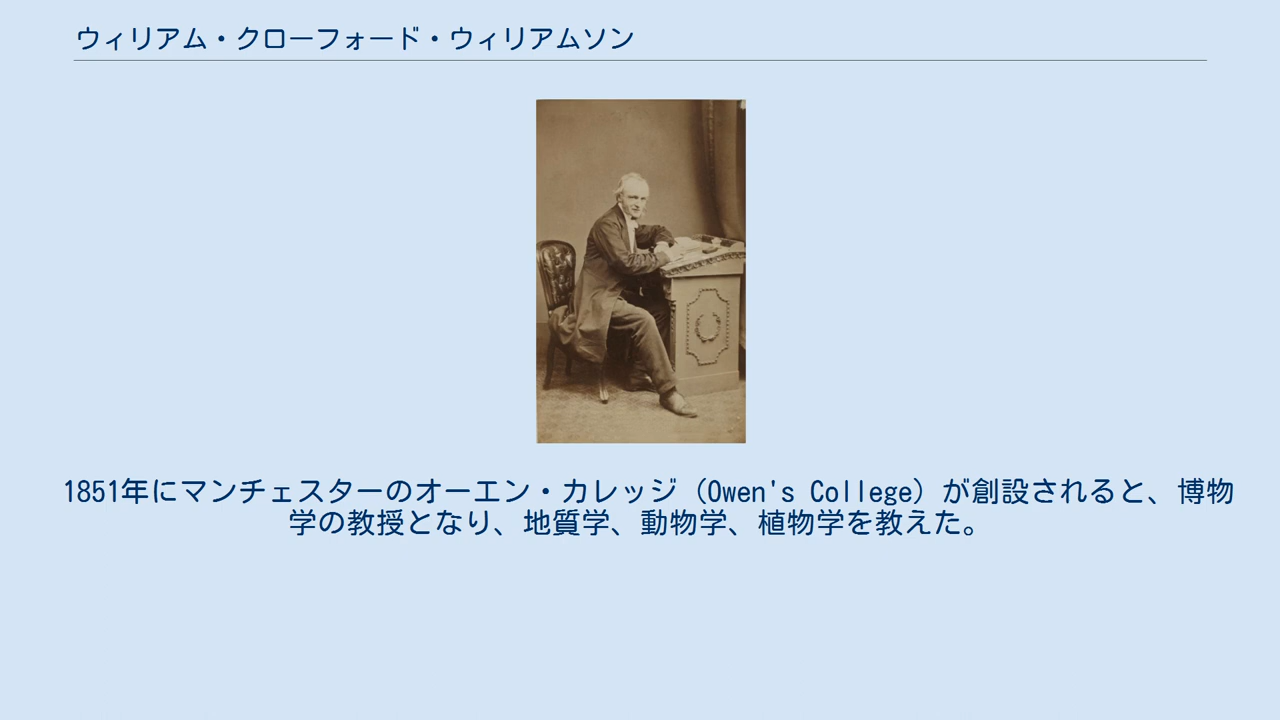 ウィリアム・クローフォード・ウィリアムソン
1851年にマンチェスターのオーエン・カレッジ（Owen's College）が創設されると、博物
学の教授となり、地質学、動物学、植物学を教えた。